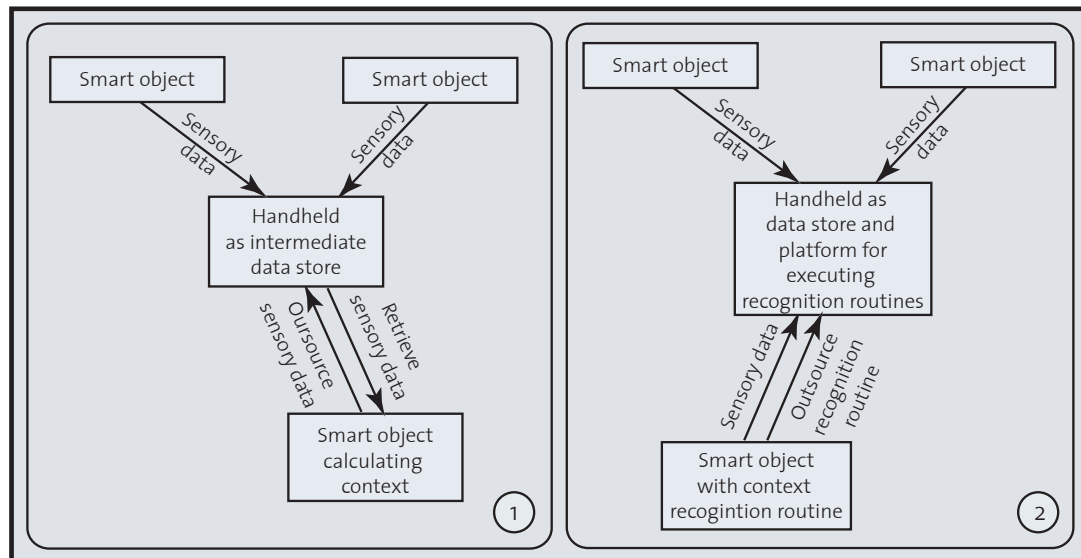 Smart object
Smart object
Sensory
data
Sensory
data
Handheld
as intermediate
data store
Oursource
sensory data
Retrieve
sensory data
Smart object
calculating
context
1
Smart object
Smart object
Sensory
data
Sensory
data
Handheld as
data store and
platform for
executing
recognition routines
Sensory data
Outsource
recognition
routine
Smart object
with context
recogintion routine
2